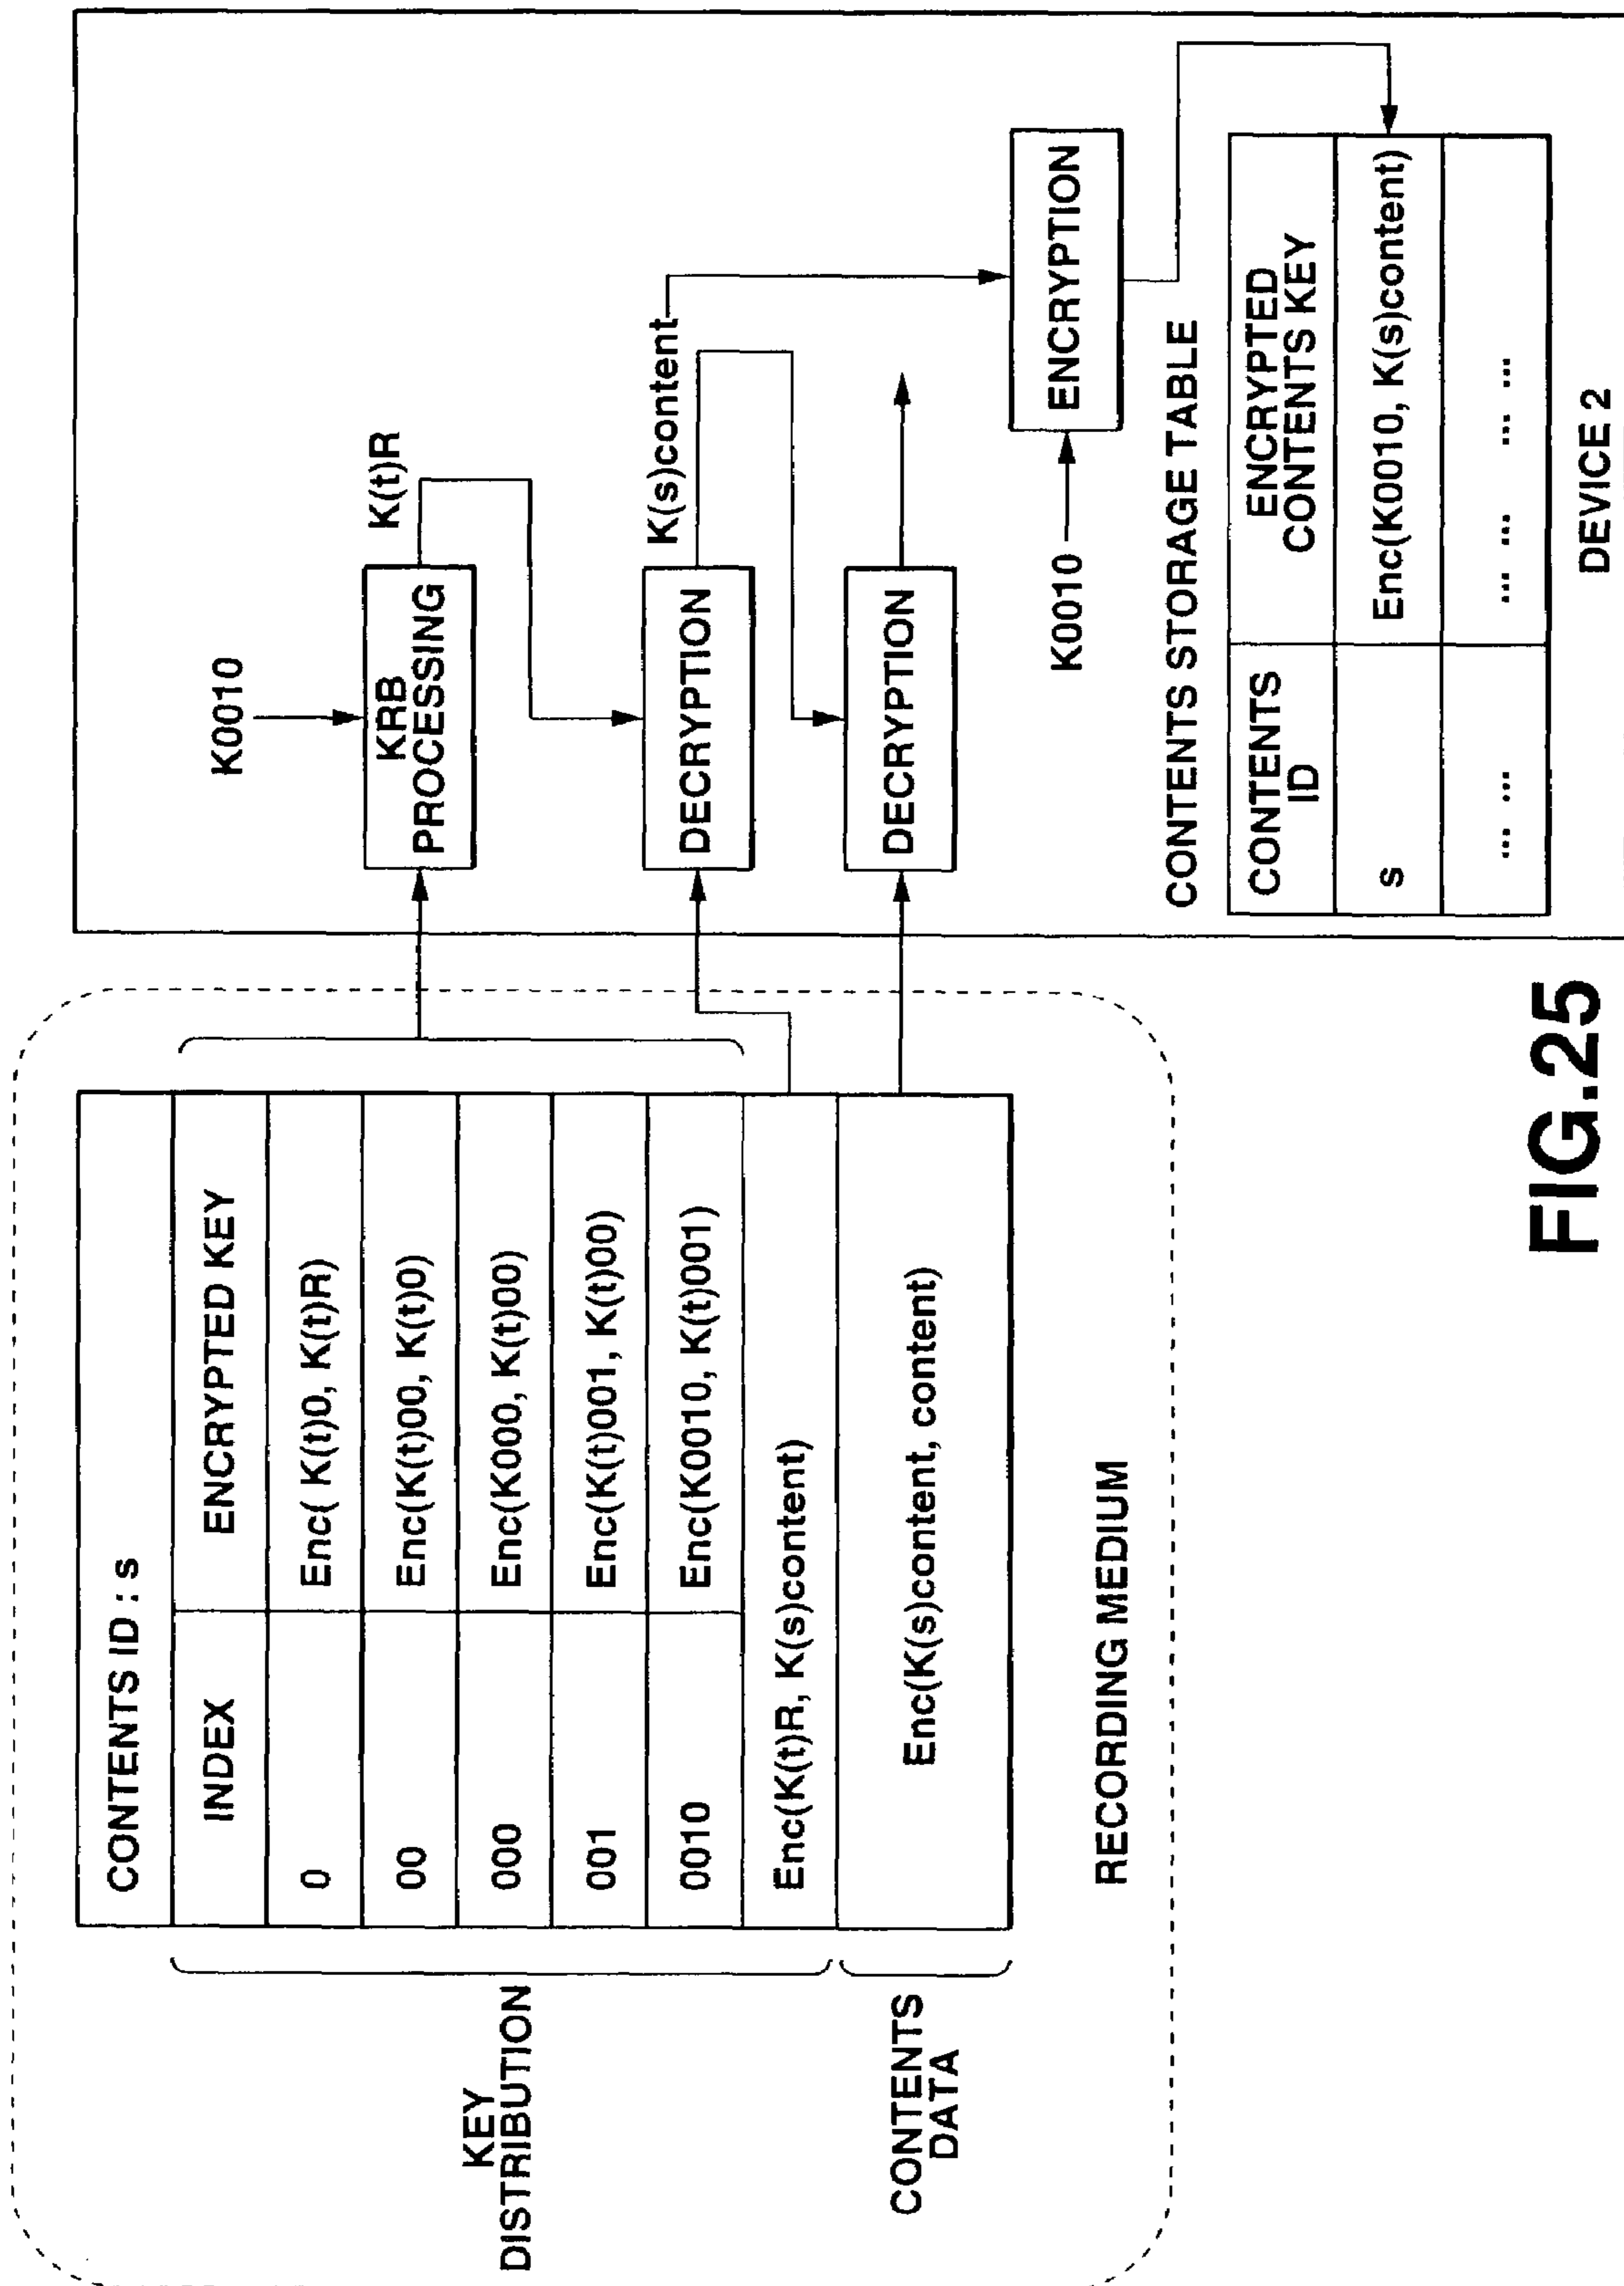 CONTENTS ID : s
INDEX ENCRYPTED KEY
0 Enc( K(t)0, K(t)R)
00 Enc(K(t)00, K(t)0)
000 Enc(K000, K(t)00)
001 Enc(K(t)001, K(t)00)
0010 Enc(K0010, K(t)001)
Enc(K(t)R, K(s)content)
Enc(K(s)content, content)
KEY
DISTRIBUTION
CONTENTS
DATA
RECORDING MEDIUM
K0010
KRB
PROCESSING
K(t)R
DECRYPTION
K(s)content
DECRYPTION
K0010
ENCRYPTION
CONTENTS STORAGE TABLE
CONTENTS
ID
ENCRYPTED
CONTENTS KEY
s Enc(K0010, K(s)content)
... ... ... ... ... ...
DEVICE 2
FIG.25